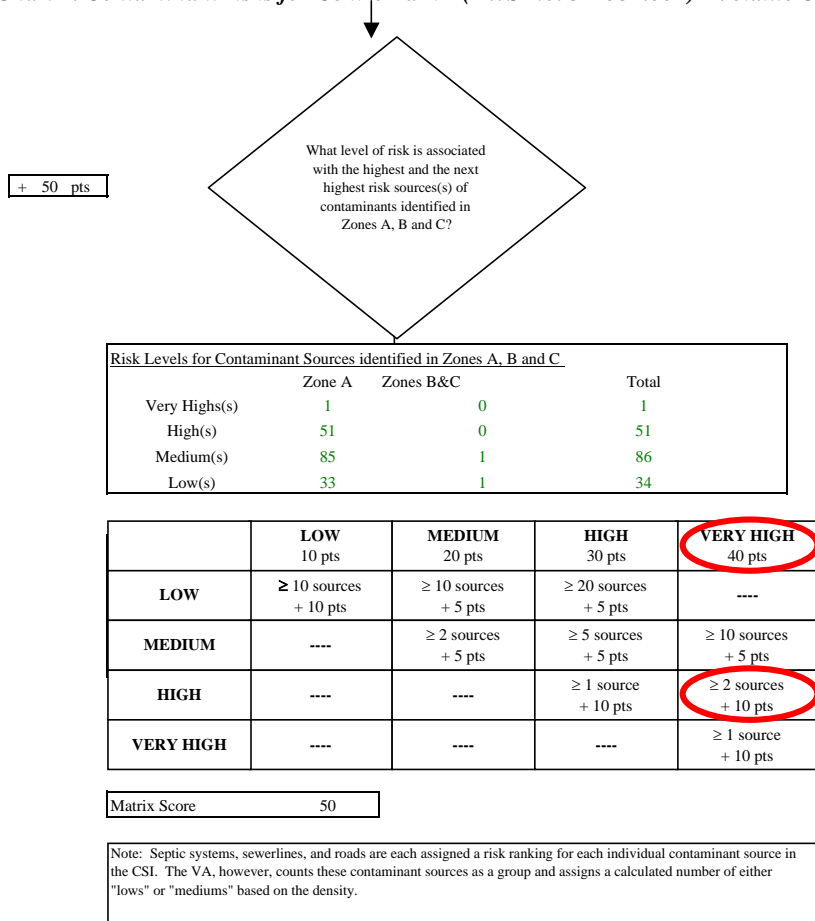 What level of risk is associated
with the highest and the next
highest risk sources(s) of
contaminants identified in
Zones A, B and C?
+ 50 pts
Risk Levels for Contaminant Sources identified in Zones A, B and C
Zone A Zones B&C Total
Very Highs(s) 1 0 1
High(s) 51 0 51
Medium(s) 85 1 86
Low(s) 33 1 34
LOW MEDIUM HIGH VERY HIGH
10 pts 20 pts 30 pts 40 pts
LOW ≥ 10 sources ≥ 10 sources ≥ 20 sources ----
+ 10 pts + 5 pts + 5 pts
MEDIUM ---- ≥ 2 sources ≥ 5 sources ≥ 10 sources
+ 5 pts + 5 pts + 5 pts
HIGH ---- ---- ≥ 1 source ≥ 2 sources
+ 10 pts + 10 pts
VERY HIGH ---- ---- ---- ≥ 1 source
+ 10 pts
Matrix Score 50
Note: Septic systems, sewerlines, and roads are each assigned a risk ranking for each individual contaminant source in
the CSI. The VA, however, counts these contaminant sources as a group and assigns a calculated number of either
"lows" or "mediums" based on the density.